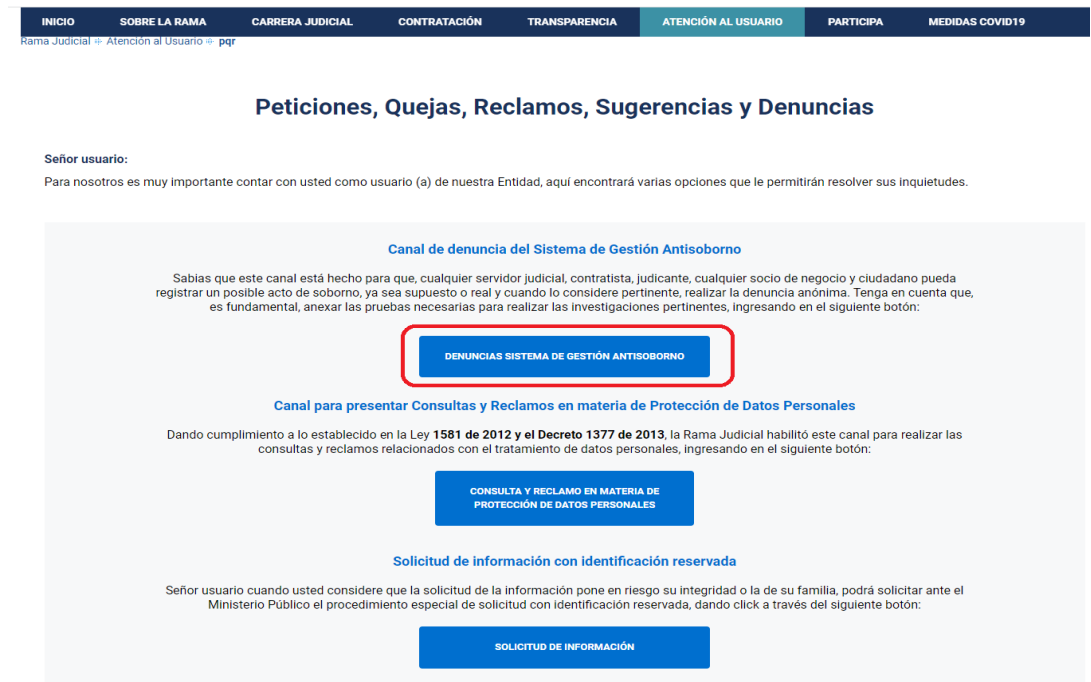 INICIO SOBRE LA RAMA CARRERA JUDICIAL CONTRATACIÓN TRANSPARENCIA ATENCIÓN AL USUARIO PARTICIPA MEDIDAS COVID19
Rama Judicial Atención al Usuario pqr
Peticiones, Quejas, Reclamos, Sugerencias y Denuncias
Señor usuario:
Para nosotros es muy importante contar con usted como usuario (a) de nuestra Entidad, aquí encontrará varias opciones que le permitirán resolver sus inquietudes.
Canal de denuncia del Sistema de Gestión Antisoborno
Sabias que este canal está hecho para que, cualquier servidor judicial, contratista, judicante, cualquier socio de negocio y ciudadano pueda
registrar un posible acto de soborno, ya sea supuesto o real y cuando lo considere pertinente, realizar la denuncia anónima. Tenga en cuenta que,
es fundamental, anexar las pruebas necesarias para realizar las investigaciones pertinentes, ingresando en el siguiente botón:
DENUNCIAS SISTEMA DE GESTIÓN ANTISOBORNO
Canal para presentar Consultas y Reclamos en materia de Protección de Datos Personales
Dando cumplimiento a lo establecido en la Ley 1581 de 2012 y el Decreto 1377 de 2013, la Rama Judicial habilitó este canal para realizar las
consultas y reclamos relacionados con el tratamiento de datos personales, ingresando en el siguiente botón:
CONSULTA Y RECLAMO EN MATERIA DE
PROTECCIÓN DE DATOS PERSONALES
Solicitud de información con identificación reservada
Señor usuario cuando usted considere que la solicitud de la información pone en riesgo su integridad o la de su familia, podrá solicitar ante el
Ministerio Público el procedimiento especial de solicitud con identificación reservada, dando click a través del siguiente botón:
SOLICITUD DE INFORMACIÓN